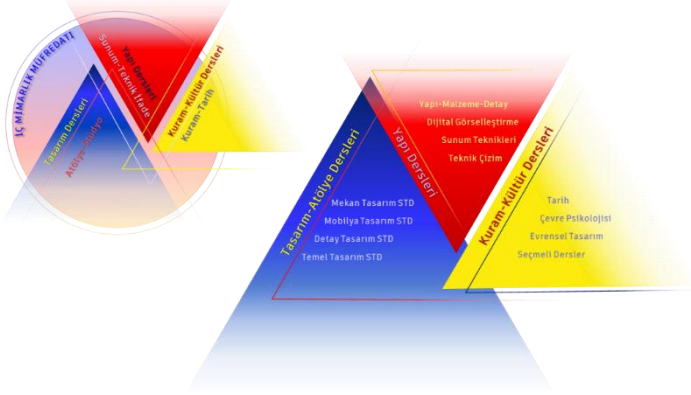 İÇ MİMARLIK MÜFREDATI
Yapı Dersleri
Sunum-Teknik İfade
Kuram-Kültür Dersleri
Kuram-Tarih
Tasarım Dersleri
Atölye-Stüdyo
Tasarım-Atölye Dersleri
Mekan Tasarım STD
Mobilya Tasarım STD
Detay Tasarım STD
Temel Tasarım STD
Yapı Dersleri
Yapı-Malzeme-Detay
Dijital Görselleştirme
Sunum Teknikleri
Teknik Çizim
Kuram-Kültür Dersleri
Tarih
Çevre Psikolojisi
Evrensel Tasarım
Seçmeli Dersler